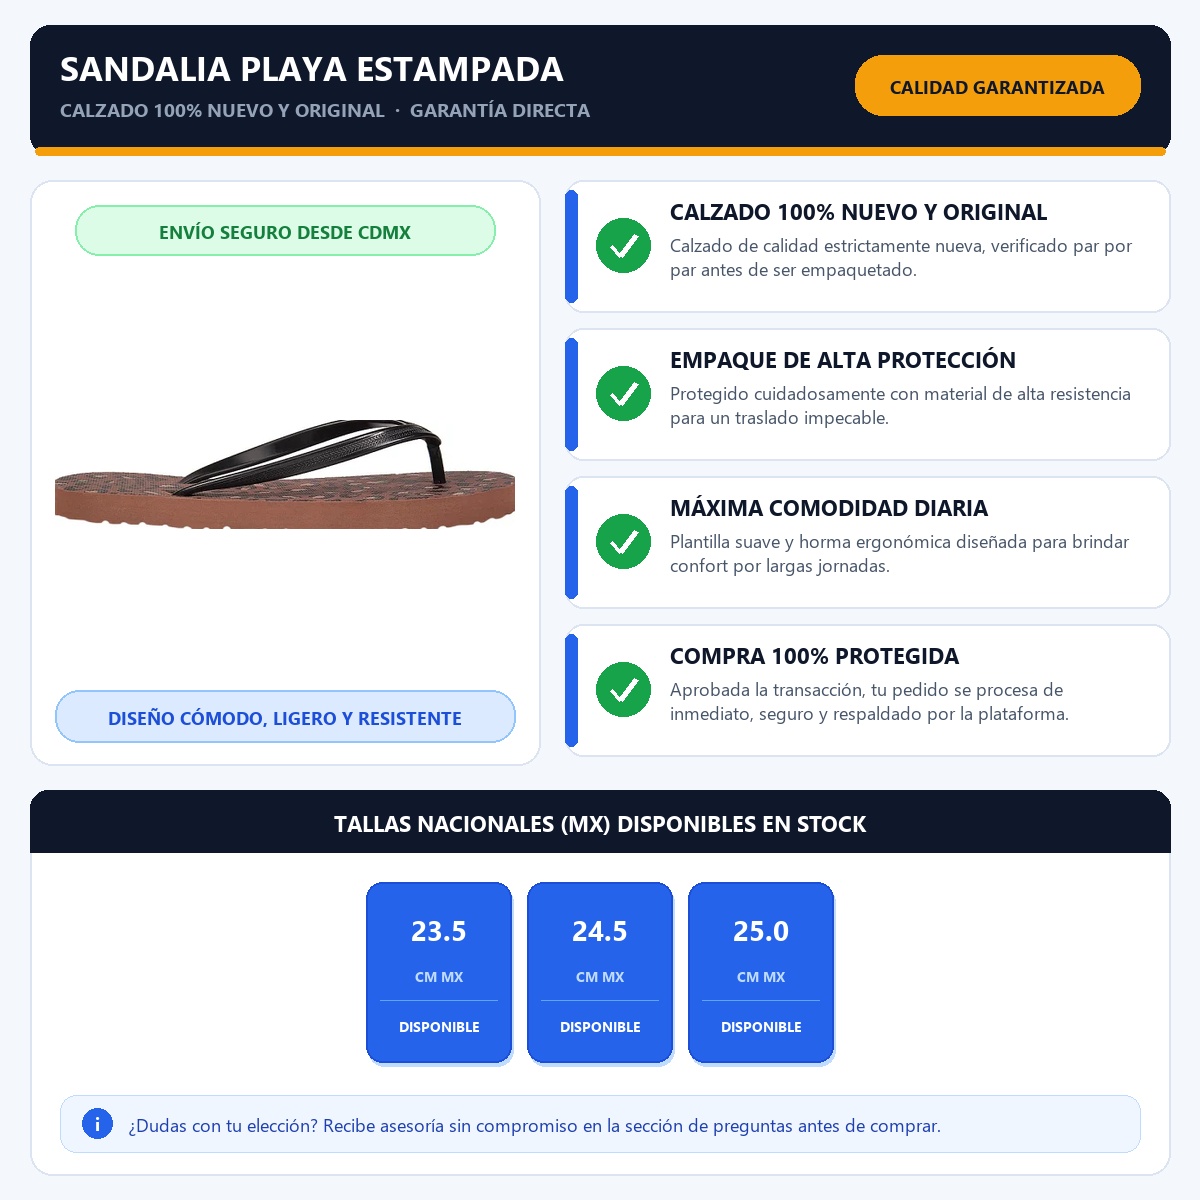 SANDALIA PLAYA ESTAMPADA
CALZADO 100% NUEVO Y ORIGINAL · GARANTÍA DIRECTA
CALIDAD GARANTIZADA
ENVÍO SEGURO DESDE CDMX
DISEÑO CÓMODO, LIGERO Y RESISTENTE
CALZADO 100% NUEVO Y ORIGINAL
Calzado de calidad estrictamente nueva, verificado par por
par antes de ser empaquetado.
EMPAQUE DE ALTA PROTECCIÓN
Protegido cuidadosamente con material de alta resistencia
para un traslado impecable.
MÁXIMA COMODIDAD DIARIA
Plantilla suave y horma ergonómica diseñada para brindar
confort por largas jornadas.
COMPRA 100% PROTEGIDA
Aprobada la transacción, tu pedido se procesa de
inmediato, seguro y respaldado por la plataforma.
TALLAS NACIONALES (MX) DISPONIBLES EN STOCK
23.5
CM MX
DISPONIBLE
24.5
CM MX
DISPONIBLE
25.0
CM MX
DISPONIBLE
¿Dudas con tu elección? Recibe asesoría sin compromiso en la sección de preguntas antes de comprar.